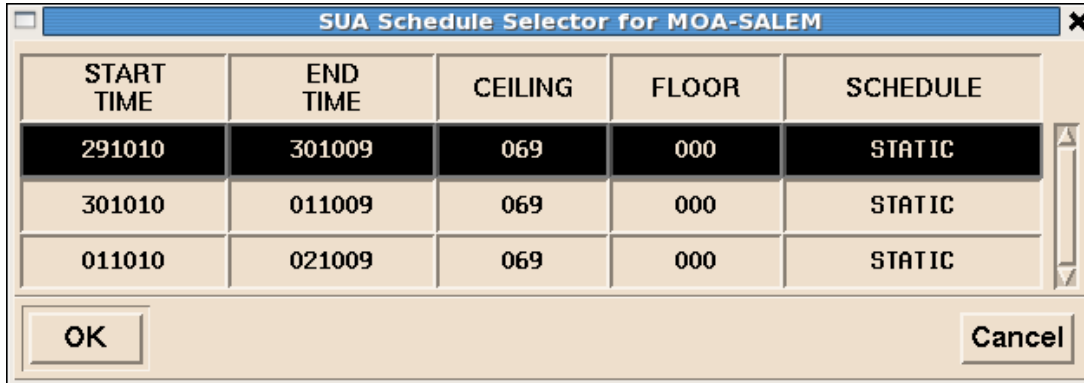 SUA Schedule Selector for MOA-SALEM
START TIME END TIME CEILING FLOOR SCHEDULE
291010 301009 069 000 STATIC
301010 011009 069 000 STATIC
011010 021009 069 000 STATIC
OK Cancel